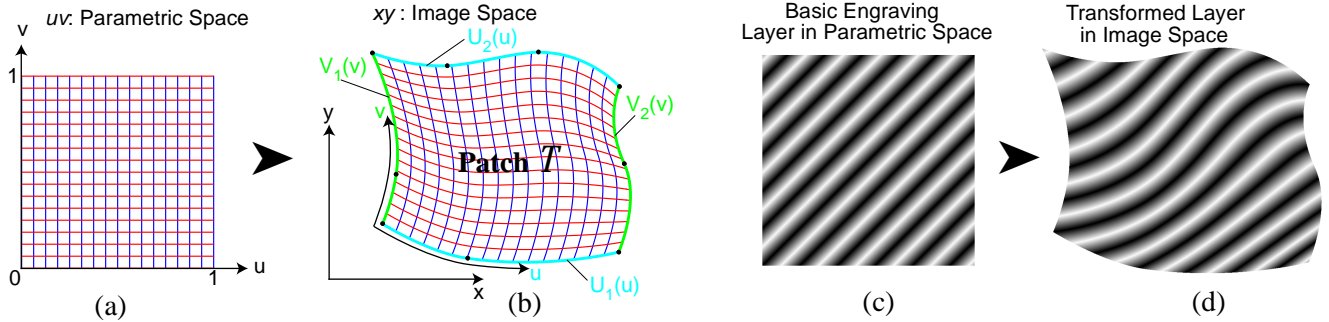 uv: Parametric Space
v
1
0
1
u
(a)
xy : Image Space
U2(u)
V1(v)
v
V2(v)
y
Patch T
x
u
U1(u)
(b)
Basic Engraving
Layer in Parametric Space
(c)
Transformed Layer
in Image Space
(d)